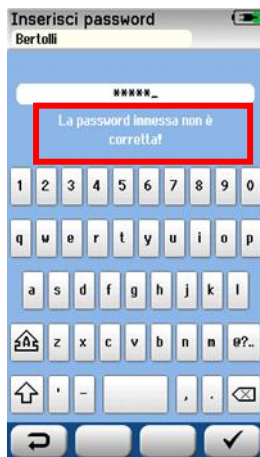 Inserisci password
Bertolli
*****_
La password immessa non è
corretta!
1 2 3 4 5 6 7 8 9 0
q w e r t y u i o p
a s d f g h j k l
â z x c v b n m @?..
' - , .